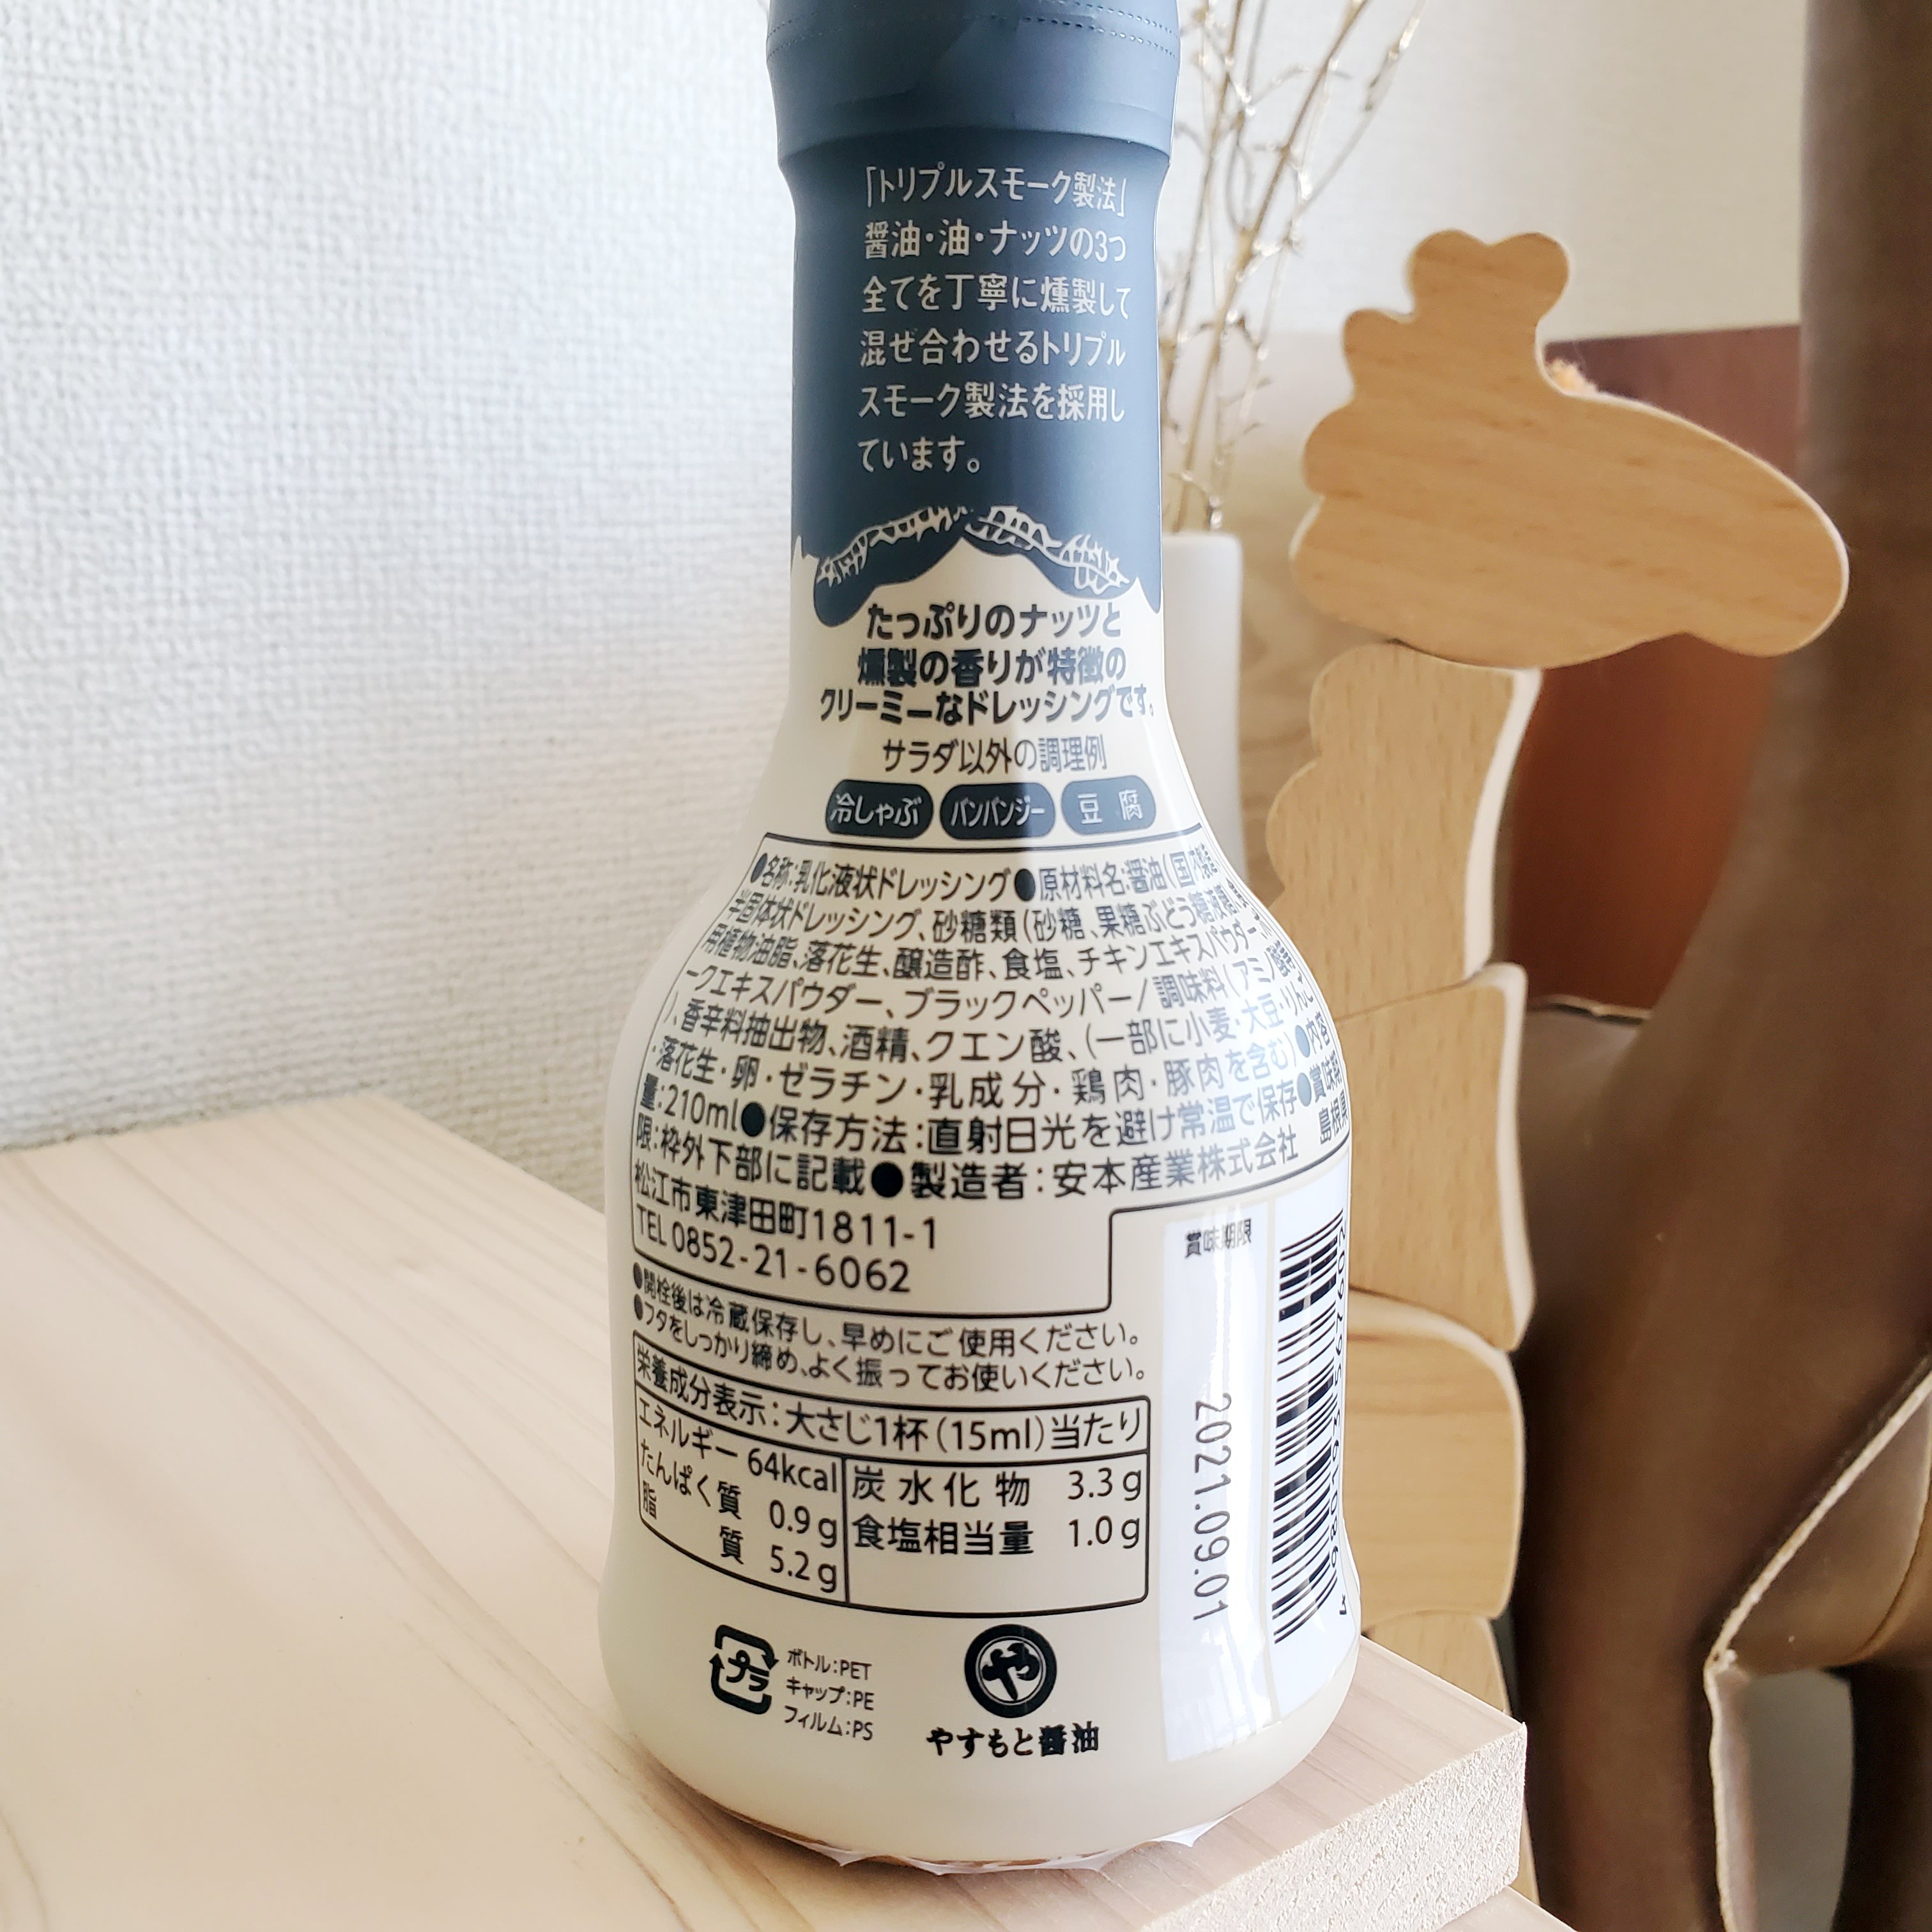 「トリプルスモーク製法」
醤油・油・ナッツの3つ
全てを丁寧に燻製して
混ぜ合わせるトリプル
スモーク製法を採用し
ています。
たっぷりのナッツと
燻製の香りが特徴の
クリーミーなドレッシングです。
サラダ以外の調理例
冷しゃぶ バンバンジー 豆腐
●名称:乳化液状ドレッシング●原材料名:醤油(国内製造
半固体状ドレッシング、砂糖類(砂糖、果糖ぶどう糖液糖
用植物油脂、落花生、醸造酢、食塩、チキンエキスパウダー、
ークエキスパウダー、ブラックペッパー/調味料(アミノ酸等
)、香辛料抽出物、酒精、クエン酸、(一部に小麦・大豆・りんご
・落花生・卵・ゼラチン・乳成分・鶏肉・豚肉を含む)●内容
量:210ml●保存方法:直射日光を避け常温で保存●賞味期
限:枠外下部に記載●製造者:安本産業株式会社 島根県
松江市東津田町1811-1
TEL 0852-21-6062
●開栓後は冷蔵保存し、早めにご使用ください。
●フタをしっかり締め、よく振ってお使いください。
栄養成分表示:大さじ1杯(15ml)当たり
エネルギー 64kcal
たんぱく質 0.9g
脂質 5.2g
炭水化物 3.3g
食塩相当量 1.0g
賞味期限
2021.09.01
プラ
ボトル:PET
キャップ:PE
フィルム:PS
や
やすもと醤油